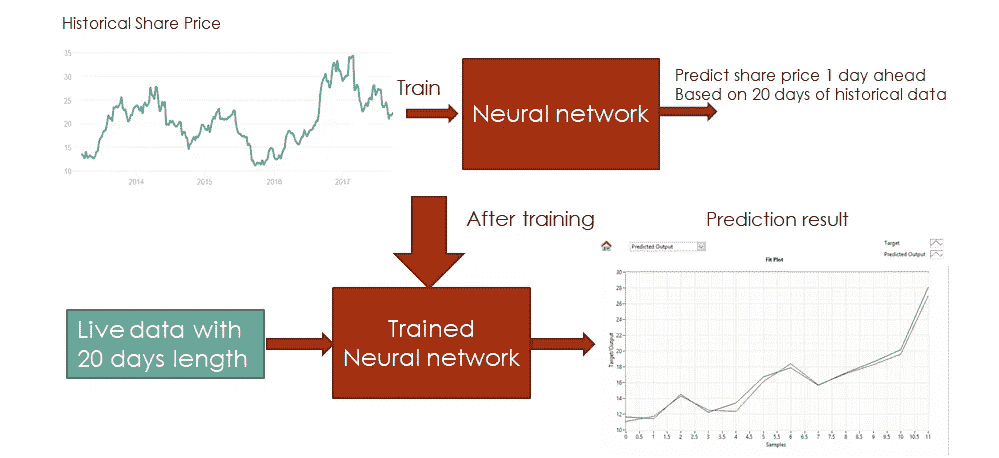 Historical Share Price
35
30
25
20
15
10
2014
2015
2016
2017
Train
Neural network
Predict share price 1 day ahead
Based on 20 days of historical data
After training
Prediction result
Live data with
20 days length
Trained
Neural network
Predicted Output
Target
Predicted Output
Fit Plot
Target/Output
30
28
26
24
22
20
18
16
14
12
10
0 0.5 1 1.5 2 2.5 3 3.5 4 4.5 5 5.5 6 6.5 7 7.5 8 8.5 9 9.5 10 10.5 11
Samples